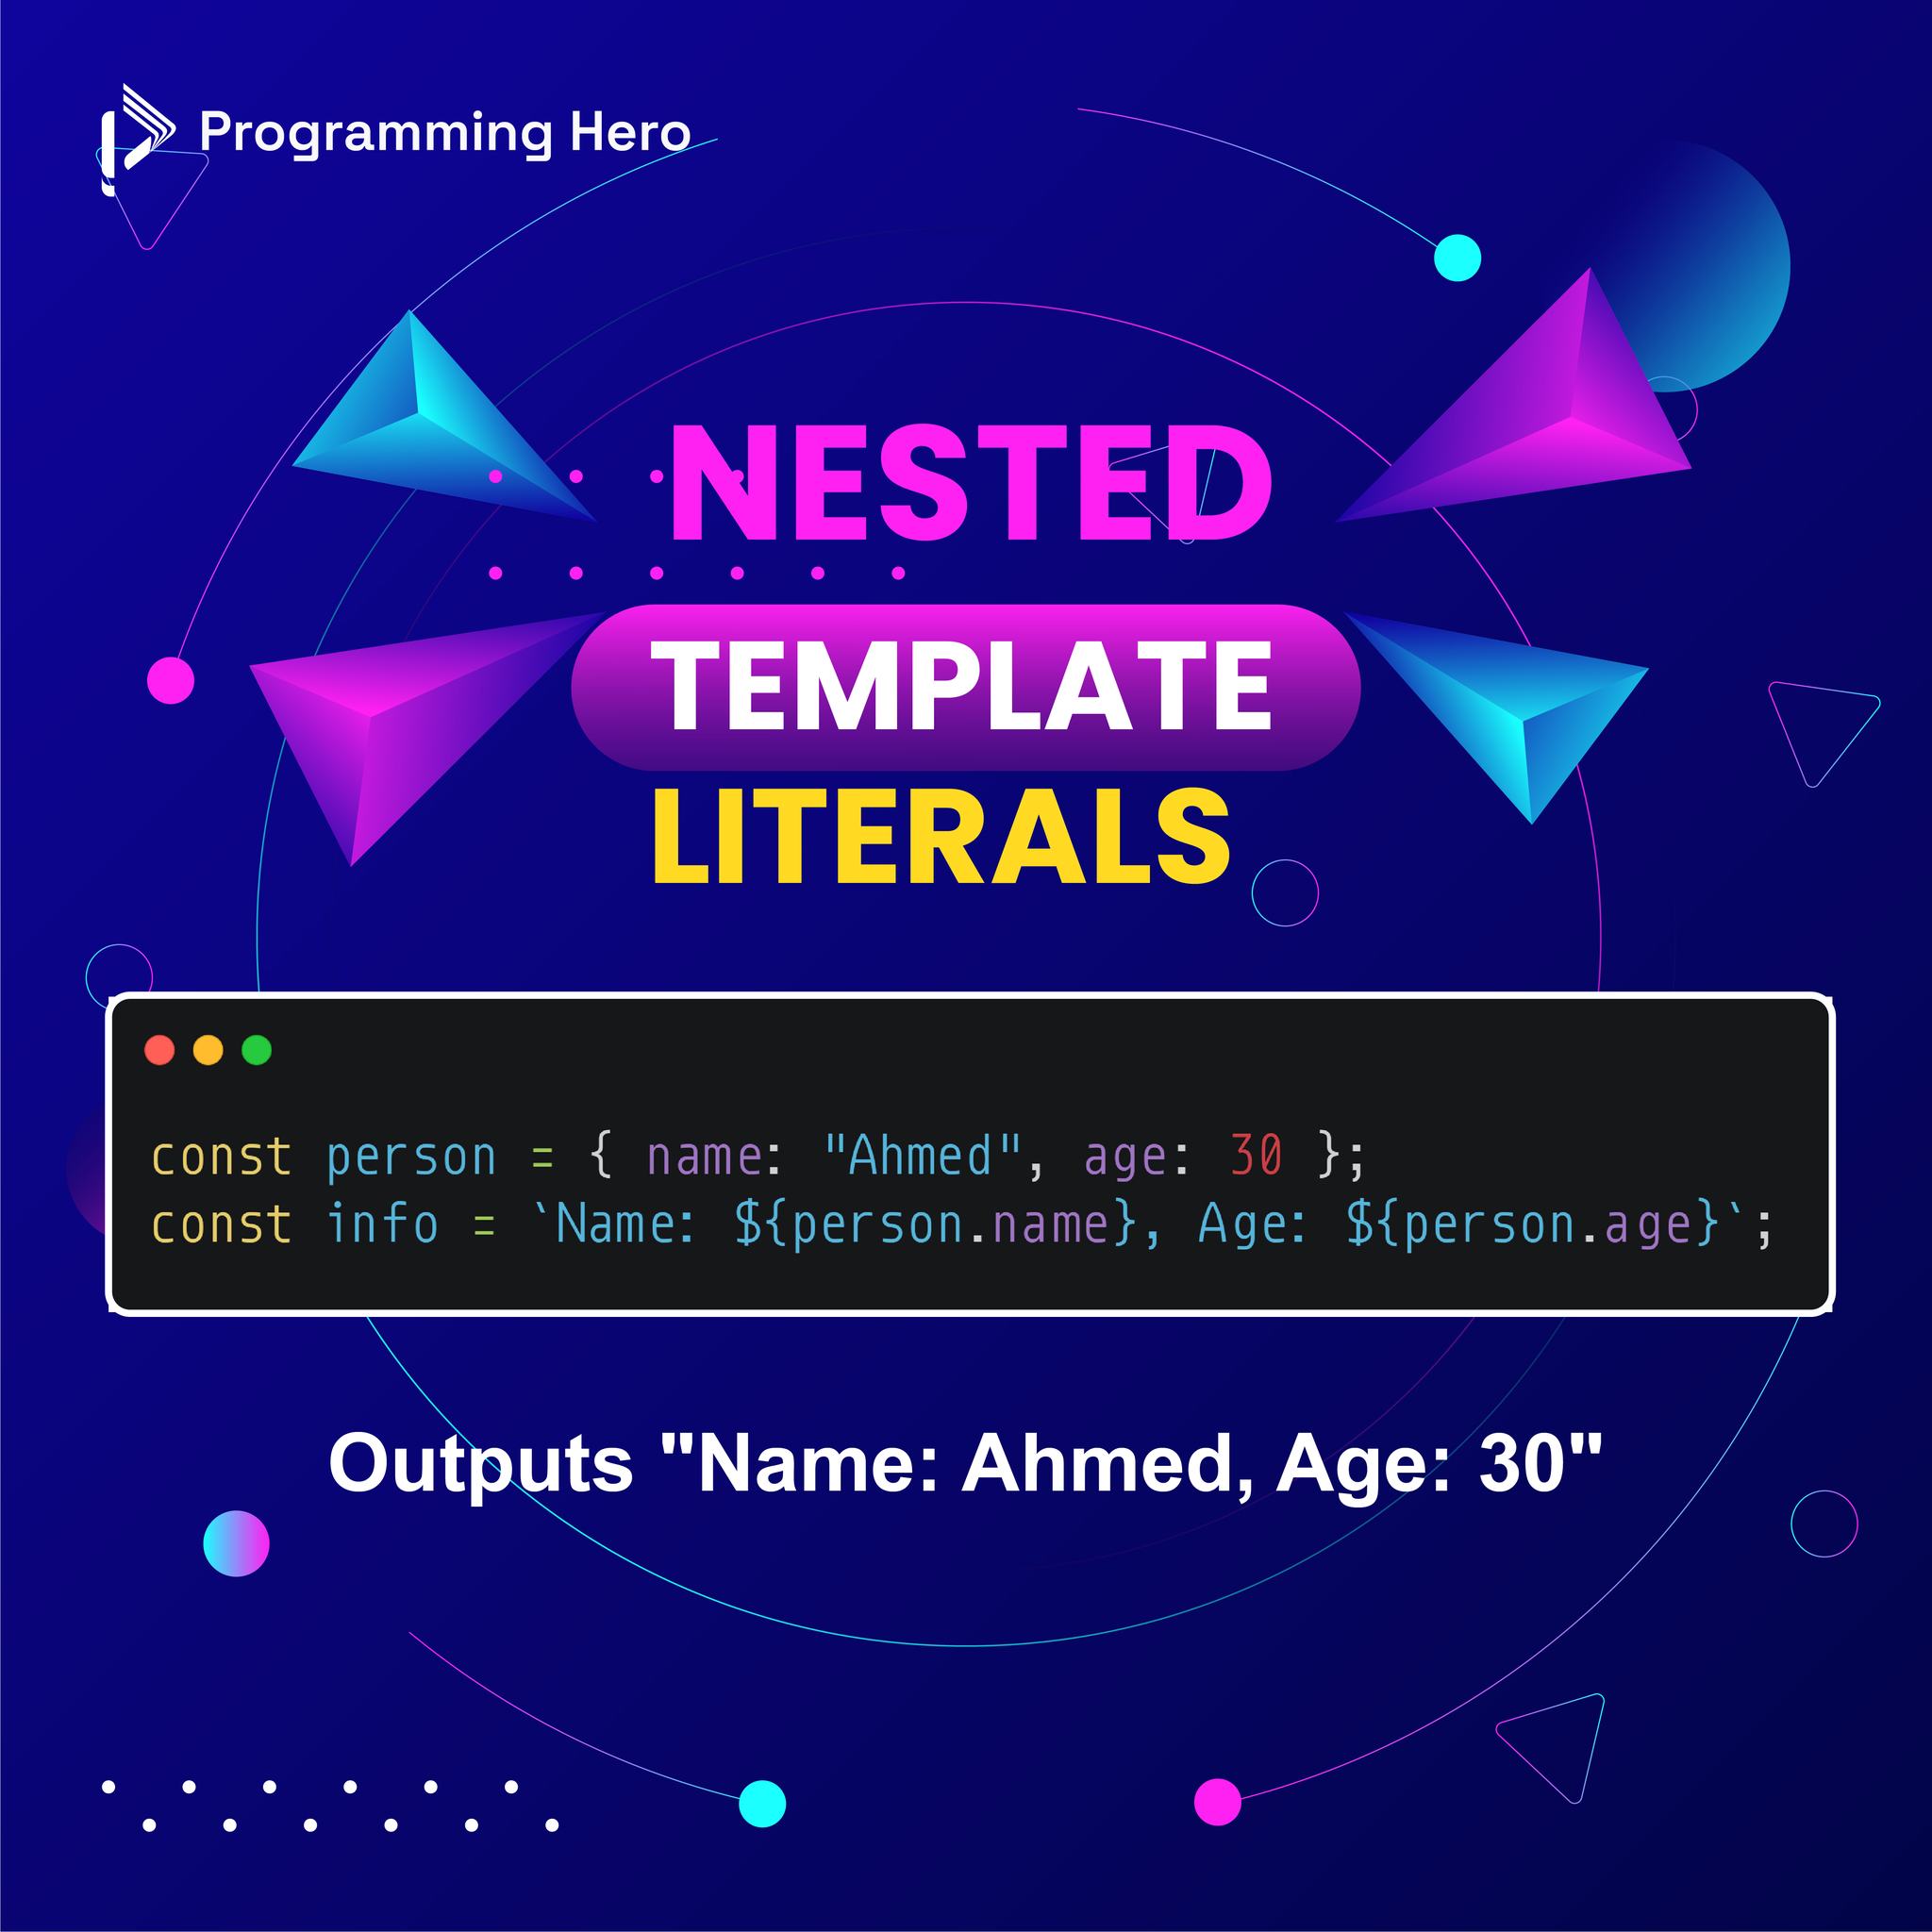 Programming Hero
NESTED
TEMPLATE
LITERALS
const person = { name: "Ahmed", age: 30 };
const info = `Name: ${person.name}, Age: ${person.age}`;
Outputs "Name: Ahmed, Age: 30"